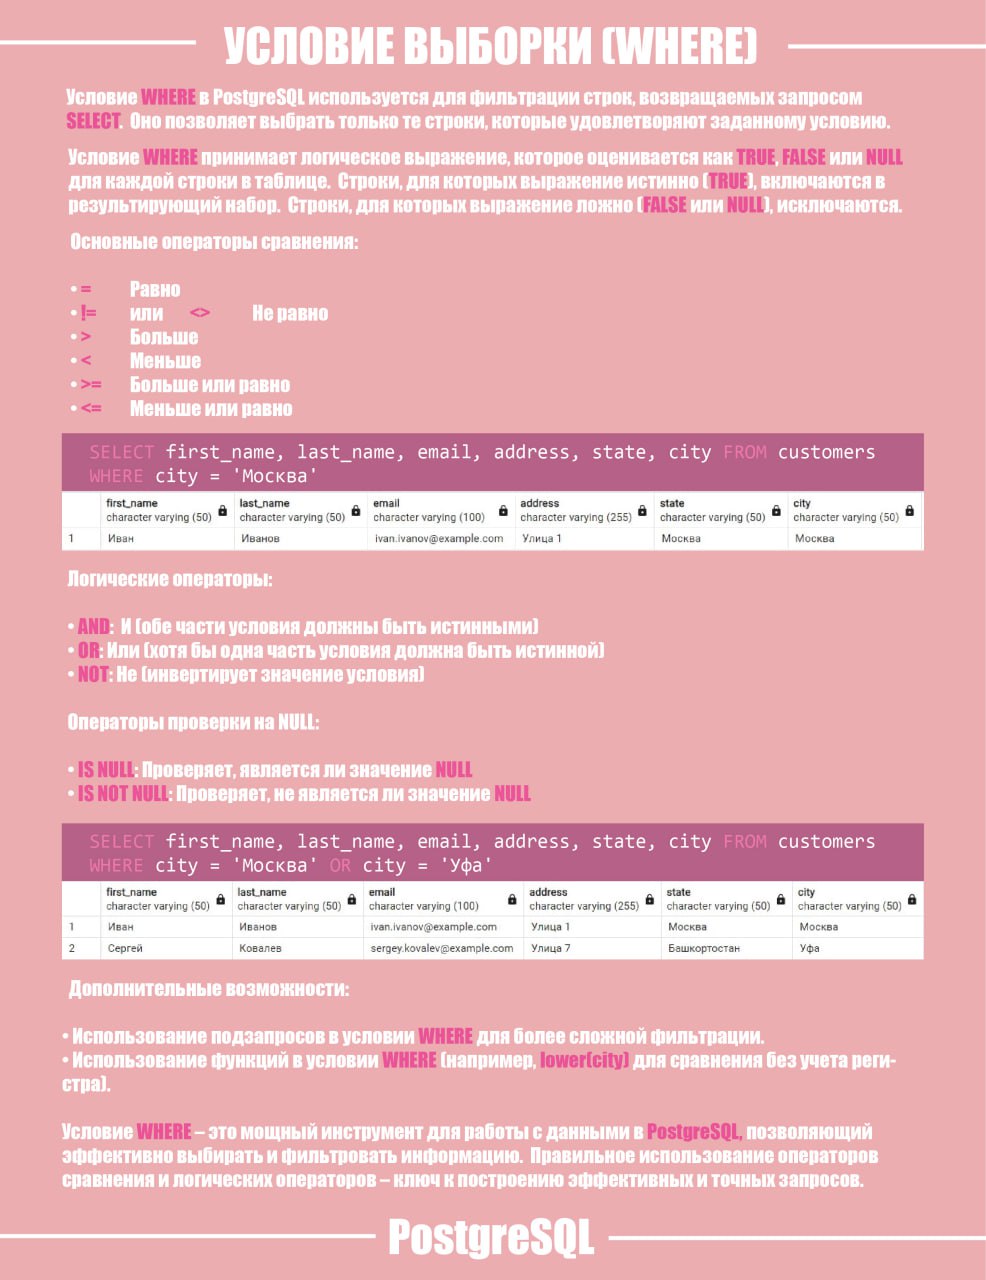 УСЛОВИЕ ВЫБОРКИ (WHERE)
Условие WHERE в PostgreSQL используется для фильтрации строк, возвращаемых запросом
SELECT. Оно позволяет выбрать только те строки, которые удовлетворяют заданному условию.
Условие WHERE принимает логическое выражение, которое оценивается как TRUE, FALSE или NULL
для каждой строки в таблице. Строки, для которых выражение истинно (TRUE), включаются в
результирующий набор. Строки, для которых выражение ложно (FALSE или NULL), исключаются.
Основные операторы сравнения:
• = Равно
• != или <> Не равно
• > Больше
• < Меньше
• >= Больше или равно
• <= Меньше или равно
SELECT first_name, last_name, email, address, state, city FROM customers
WHERE city = 'Москва'
first_name last_name email address state city
character varying (50) character varying (50) character varying (100) character varying (255) character varying (50) character varying (50)
1 Иван Иванов ivan.ivanov@example.com Улица 1 Москва Москва
Логические операторы:
• AND: И (обе части условия должны быть истинными)
• OR: Или (хотя бы одна часть условия должна быть истинной)
• NOT: Не (инвертирует значение условия)
Операторы проверки на NULL:
• IS NULL: Проверяет, является ли значение NULL
• IS NOT NULL: Проверяет, не является ли значение NULL
SELECT first_name, last_name, email, address, state, city FROM customers
WHERE city = 'Москва' OR city = 'Уфа'
first_name last_name email address state city
character varying (50) character varying (50) character varying (100) character varying (255) character varying (50) character varying (50)
1 Иван Иванов ivan.ivanov@example.com Улица 1 Москва Москва
2 Сергей Ковалев sergey.kovalev@example.com Улица 7 Башкортостан Уфа
Дополнительные возможности:
• Использование подзапросов в условии WHERE для более сложной фильтрации.
• Использование функций в условии WHERE (например, lower(city) для сравнения без учета реги-
стра).
Условие WHERE – это мощный инструмент для работы с данными в PostgreSQL, позволяющий
эффективно выбирать и фильтровать информацию. Правильное использование операторов
сравнения и логических операторов – ключ к построению эффективных и точных запросов.
PostgreSQL